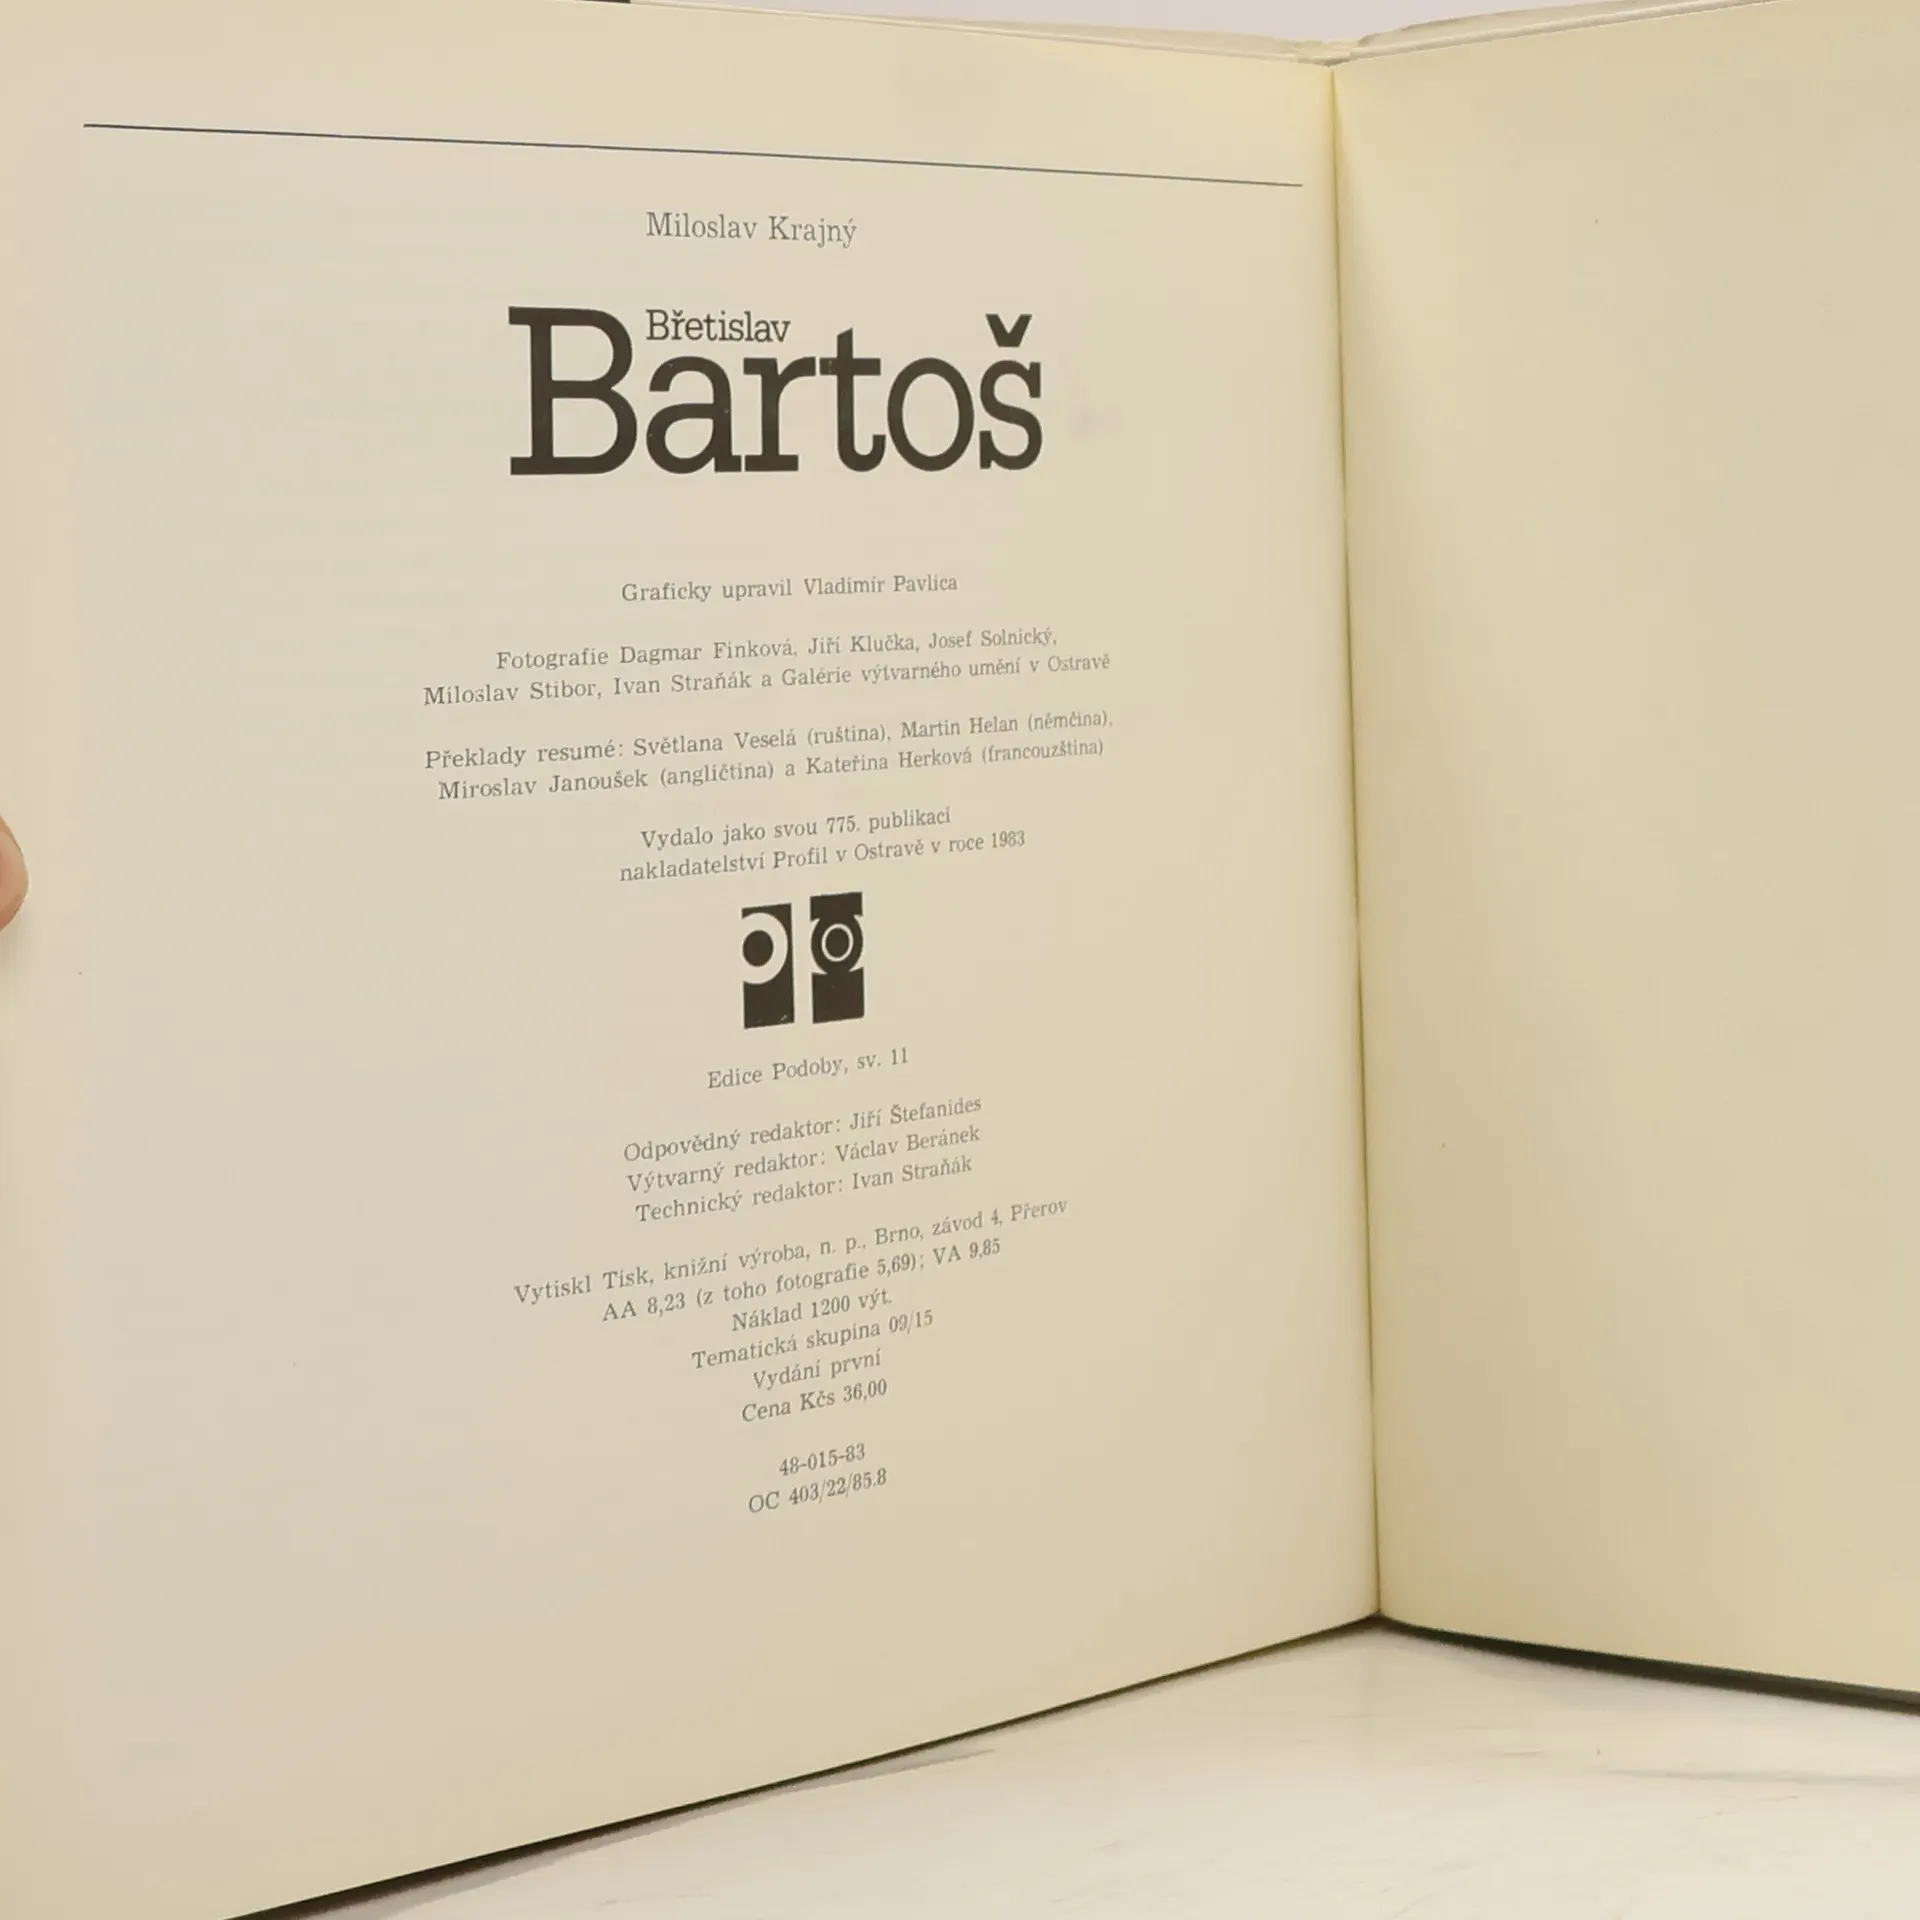 Miloslav Krajný
Břetislav
Bartoš
Graficky upravil Vladimír Pavlica
Fotografie Dagmar Finková, Jiří Klučka, Josef Solnický,
Miloslav Stibor, Ivan Straňák a Galérie výtvarného umění v Ostravě
Překlady resumé: Světlana Veselá (ruština), Martin Helan (němčina),
Miroslav Janoušek (angličtina) a Kateřina Herková (francouzština)
Vydalo jako svou 775. publikaci
nakladatelství Profil v Ostravě v roce 1983
Edice Podoby, sv. 11
Odpovědný redaktor: Jiří Štefanides
Výtvarný redaktor: Václav Beránek
Technický redaktor: Ivan Straňák
Vytiskl Tisk, knižní výroba, n. p., Brno, závod 4, Přerov
AA 8,23 (z toho fotografie 5,69); VA 9,85
Náklad 1200 výt.
Tematická skupina 09/15
Vydání první
Cena Kčs 36,00
48-015-83
OC 403/22/85.8